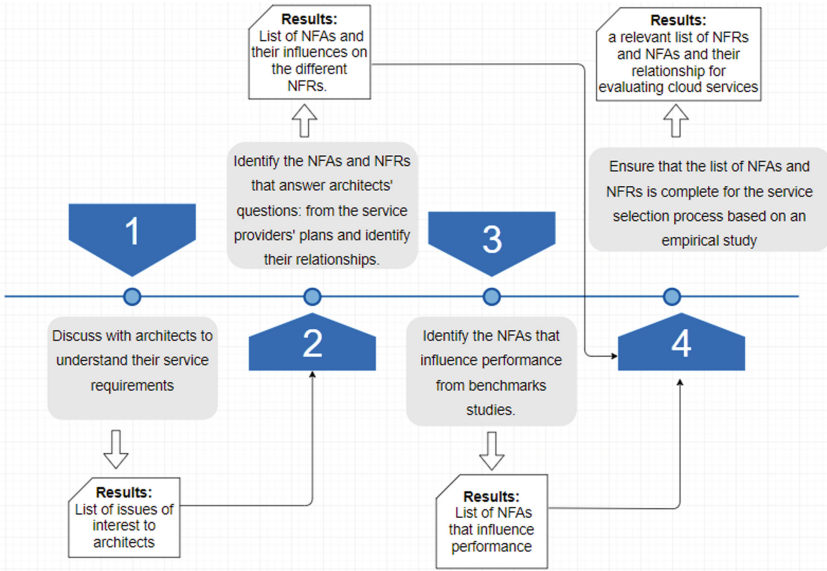 Results:
List of NFAs and
their influences on
the different
NFRs.
Results:
a relevant list of NFRs
and NFAs and their
relationship for
evaluating cloud services
Identify the NFAs and NFRs
that answer architects'
questions: from the service
providers' plans and identify
their relationships.
Ensure that the list of NFAs and
NFRs is complete for the service
selection process based on an
empirical study
1
3
Discuss with architects to
understand their service
requirements
2
Identify the NFAs that
influence performance
from benchmarks
studies.
4
Results:
List of issues of
interest to
architects
Results:
List of NFAs
that influence
performance